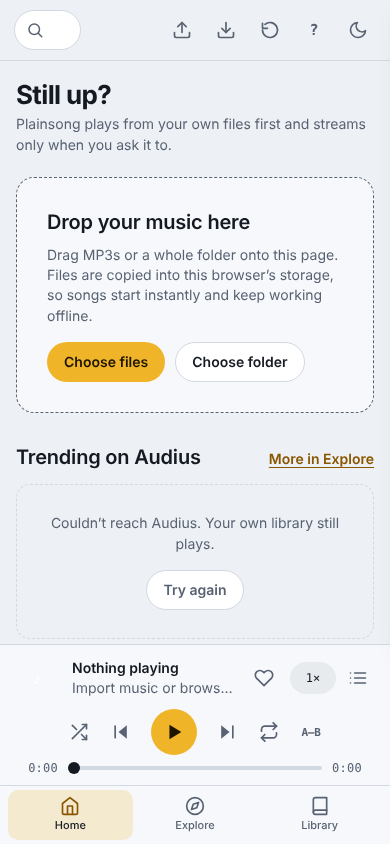 ?
Still up?
Plainsong plays from your own files first and streams
only when you ask it to.
Drop your music here
Drag MP3s or a whole folder onto this page.
Files are copied into this browser’s storage,
so songs start instantly and keep working
offline.
Choose files
Choose folder
Trending on Audius
More in Explore
Couldn’t reach Audius. Your own library still
plays.
Try again
Nothing playing
Import music or brows…
1×
A–B
0:00
0:00
Home
Explore
Library